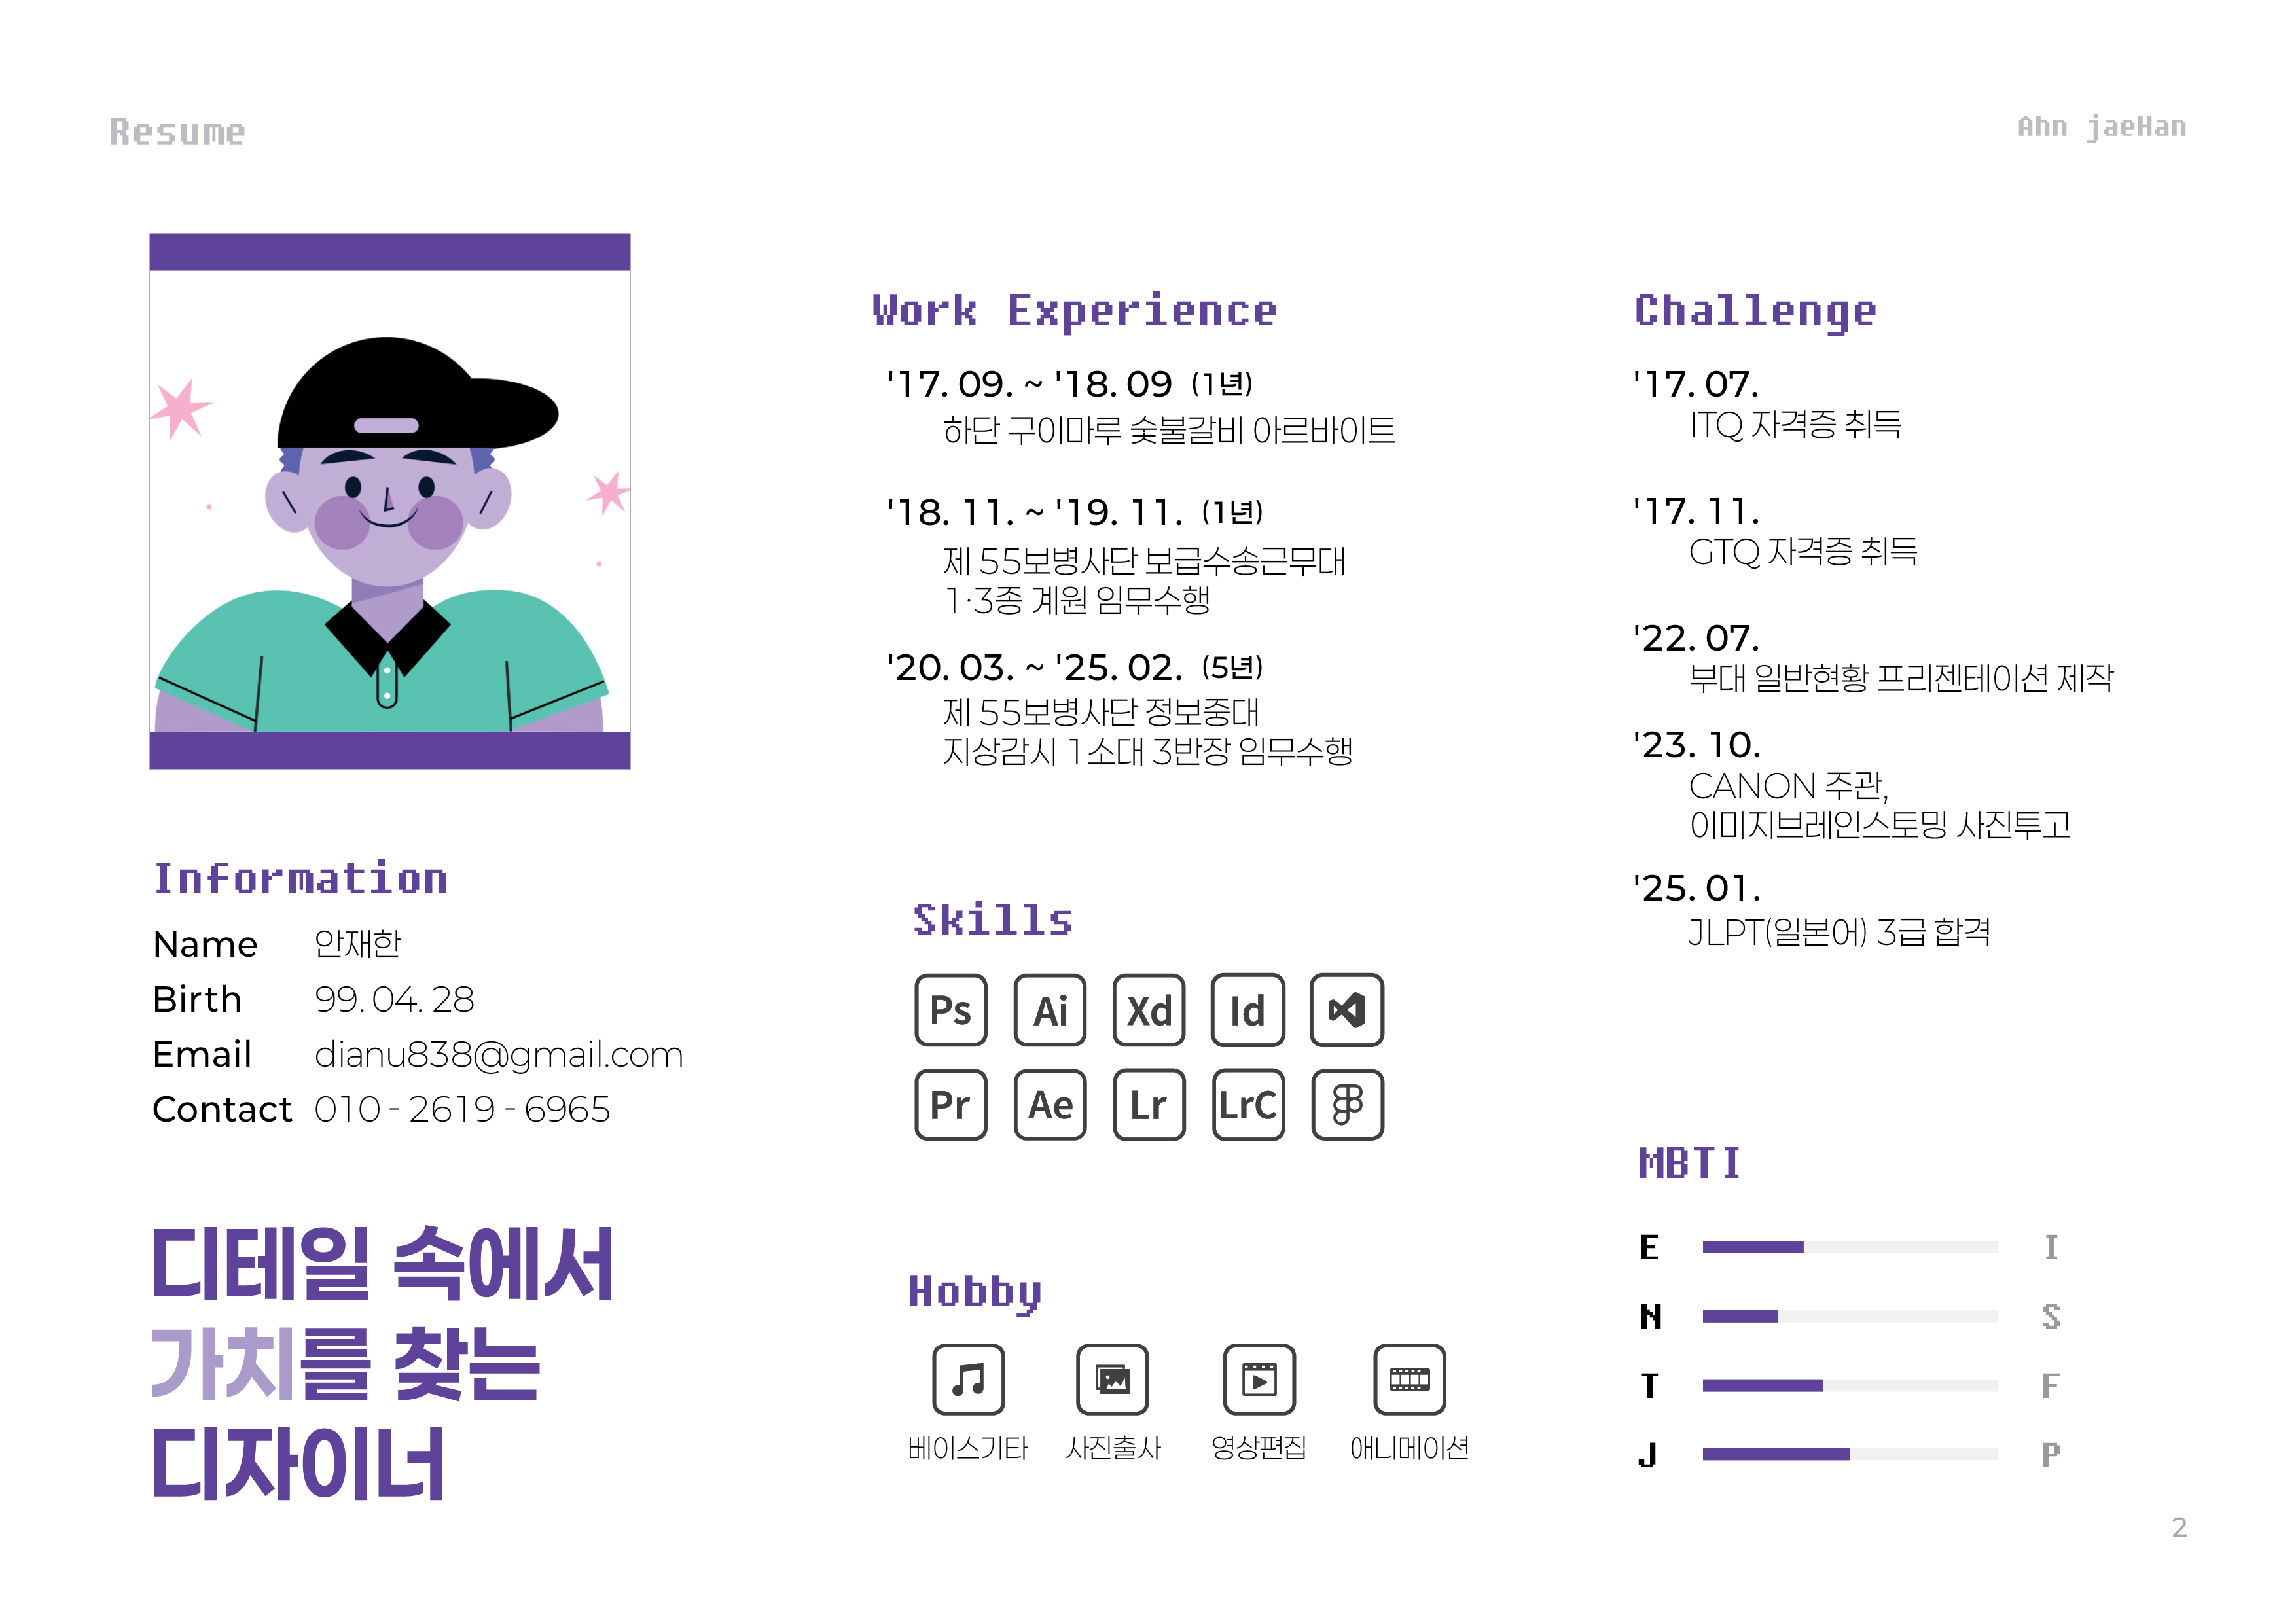 Resume
Ahn jaeHan
Information
Name 안재한
Birth 99. 04. 28
Email dianu838@gmail.com
Contact 010 - 2619 - 6965
디테일 속에서
가치를 찾는
디자이너
Work Experience
'17. 09. ~ '18. 09 (1년)
하단 구이마루 숯불갈비 아르바이트
'18. 11. ~ '19. 11. (1년)
제 55보병사단 보급수송근무대
1·3종 계원 임무수행
'20. 03. ~ '25. 02. (5년)
제 55보병사단 정보중대
지상감시 1소대 3반장 임무수행
Skills
Ps Ai Xd Id
Pr Ae Lr LrC
Hobby
베이스기타 사진출사 영상편집 애니메이션
Challenge
'17. 07.
ITQ 자격증 취득
'17. 11.
GTQ 자격증 취득
'22. 07.
부대 일반현황 프리젠테이션 제작
'23. 10.
CANON 주관,
이미지브레인스토밍 사진투고
'25. 01.
JLPT(일본어) 3급 합격
MBTI
E I
N S
T F
J P
2